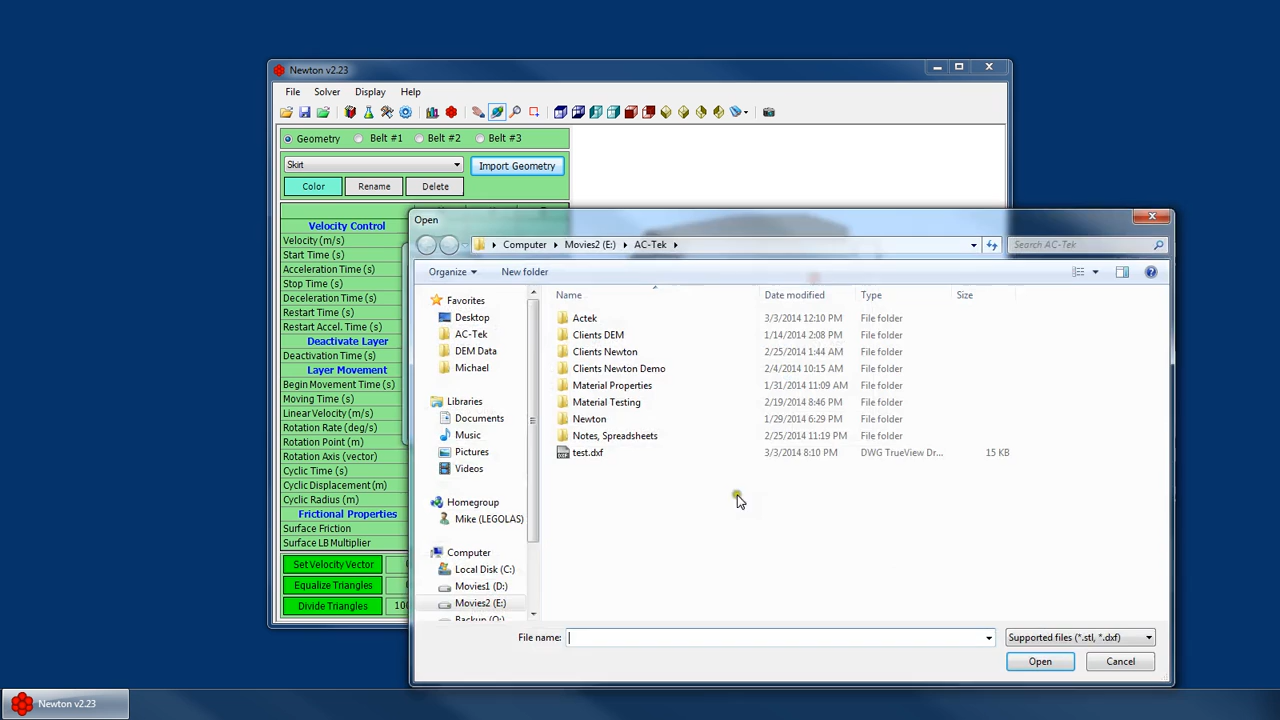 Newton v2.23
File Solver Display Help
Geometry Belt #1 Belt #2 Belt #3
Skirt Import Geometry
Color Rename Delete
Velocity Control
Velocity (m/s)
Start Time (s)
Acceleration Time (s)
Stop Time (s)
Deceleration Time (s)
Restart Time (s)
Restart Accel. Time (s)
Deactivate Layer
Deactivation Time (s)
Layer Movement
Begin Movement Time (s)
Moving Time (s)
Linear Velocity (m/s)
Rotation Rate (deg/s)
Rotation Point (m)
Rotation Axis (vector)
Cyclic Time (s)
Cyclic Displacement (m)
Cyclic Radius (m)
Frictional Properties
Surface Friction
Surface LB Multiplier
Set Velocity Vector
Equalize Triangles
Divide Triangles 100
Open
Computer Movies2 (E:) AC-Tek Search AC-Tek
Organize New folder
Favorites
Desktop
AC-Tek
DEM Data
Michael
Libraries
Documents
Music
Pictures
Videos
Homegroup
Mike (LEGOLAS)
Computer
Local Disk (C:)
Movies1 (D:)
Movies2 (E:)
Name Date modified Type Size
Actek 3/3/2014 12:10 PM File folder
Clients DEM 1/14/2014 2:08 PM File folder
Clients Newton 2/25/2014 1:44 AM File folder
Clients Newton Demo 2/4/2014 10:15 AM File folder
Material Properties 1/31/2014 11:09 AM File folder
Material Testing 2/19/2014 8:46 PM File folder
Newton 1/29/2014 6:29 PM File folder
Notes, Spreadsheets 2/25/2014 11:19 PM File folder
test.dxf 3/3/2014 8:10 PM DWG TrueView Dr... 15 KB
File name: Supported files (*.stl, *.dxf)
Open Cancel
Newton v2.23